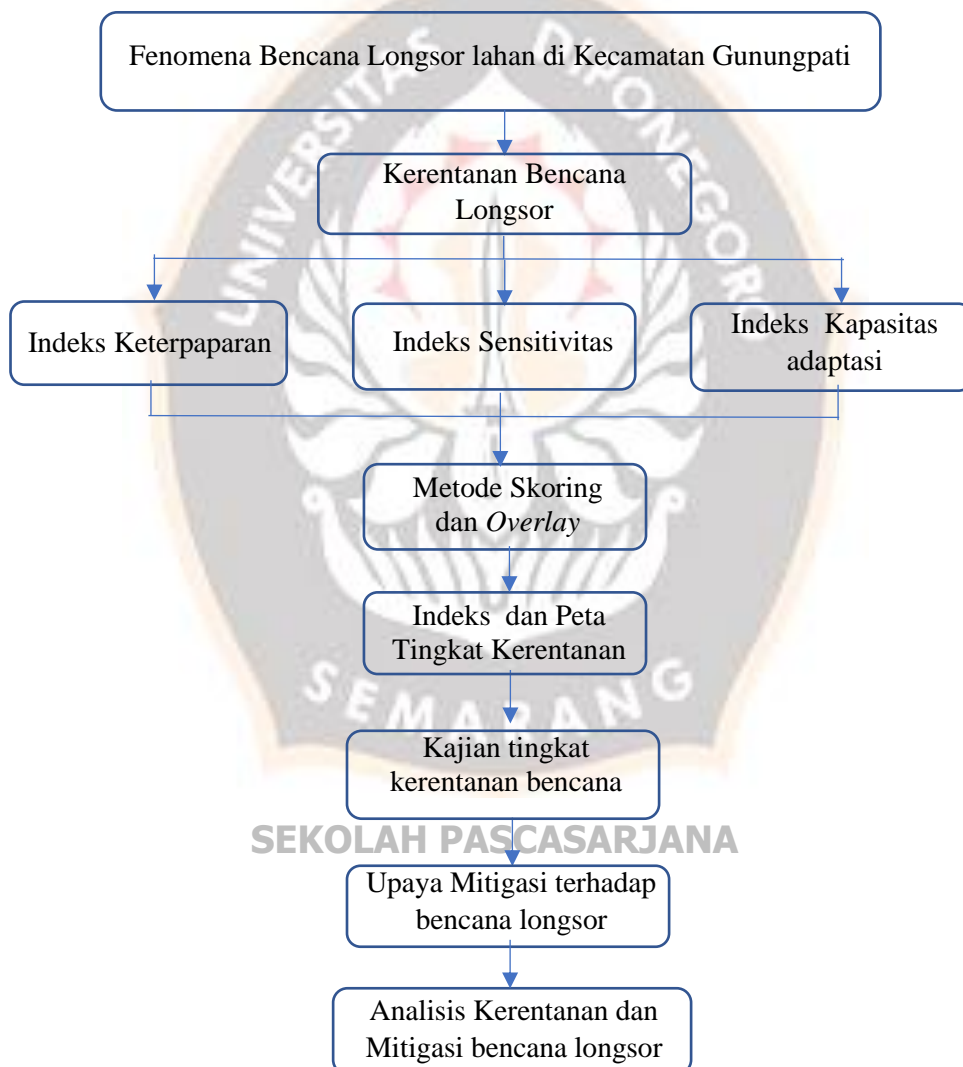 Fenomena Bencana Longsor lahan di Kecamatan Gunungpati
UNIVERSITAS DIPONEGORO
Kerentanan Bencana
Longsor
Indeks Keterpaparan
Indeks Sensitivitas
Indeks Kapasitas
adaptasi
Metode Skoring
dan Overlay
Indeks dan Peta
Tingkat Kerentanan
SEMARANG
Kajian tingkat
kerentanan bencana
SEKOLAH PASCASARJANA
Upaya Mitigasi terhadap
bencana longsor
Analisis Kerentanan dan
Mitigasi bencana longsor